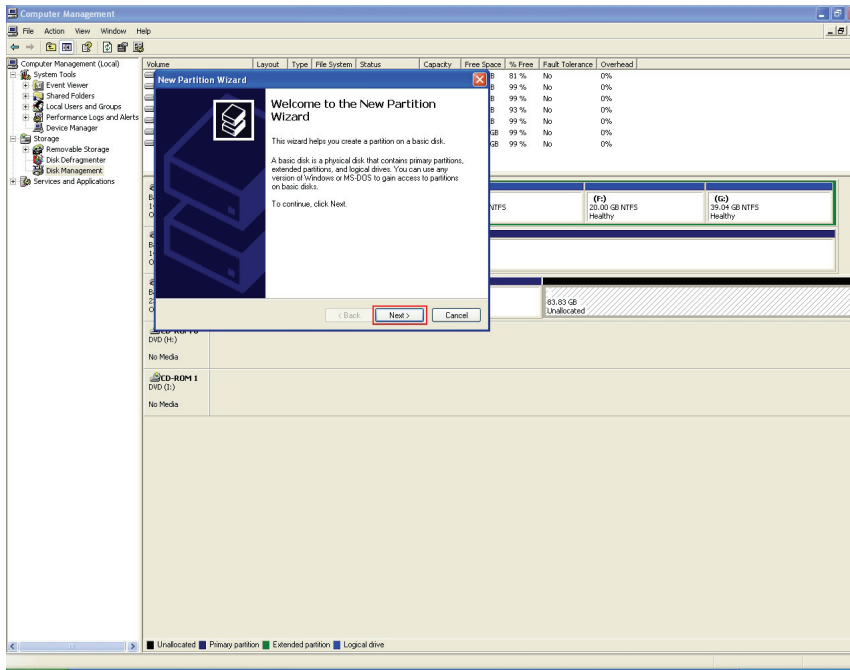 Computer Management
File Action View Window Help
Computer Management (Local)
System Tools
Event Viewer
Shared Folders
Local Users and Groups
Performance Logs and Alerts
Device Manager
Storage
Removable Storage
Disk Defragmenter
Disk Management
Services and Applications
Volume Layout Type File System Status Capacity Free Space % Free Fault Tolerance Overhead
B 81 % No 0%
B 99 % No 0%
B 99 % No 0%
B 93 % No 0%
B 99 % No 0%
GB 99 % No 0%
GB 99 % No 0%
New Partition Wizard
Welcome to the New Partition
Wizard
This wizard helps you create a partition on a basic disk.
A basic disk is a physical disk that contains primary partitions,
extended partitions, and logical drives. You can use any
version of Windows or MS-DOS to gain access to partitions
on basic disks.
To continue, click Next.
< Back Next > Cancel
NTFS
(F:)
20.00 GB NTFS
Healthy
(G:)
39.04 GB NTFS
Healthy
83.83 GB
Unallocated
DVD (H:)
No Media
CD-ROM 1
DVD (I:)
No Media
Unallocated Primary partition Extended partition Logical drive